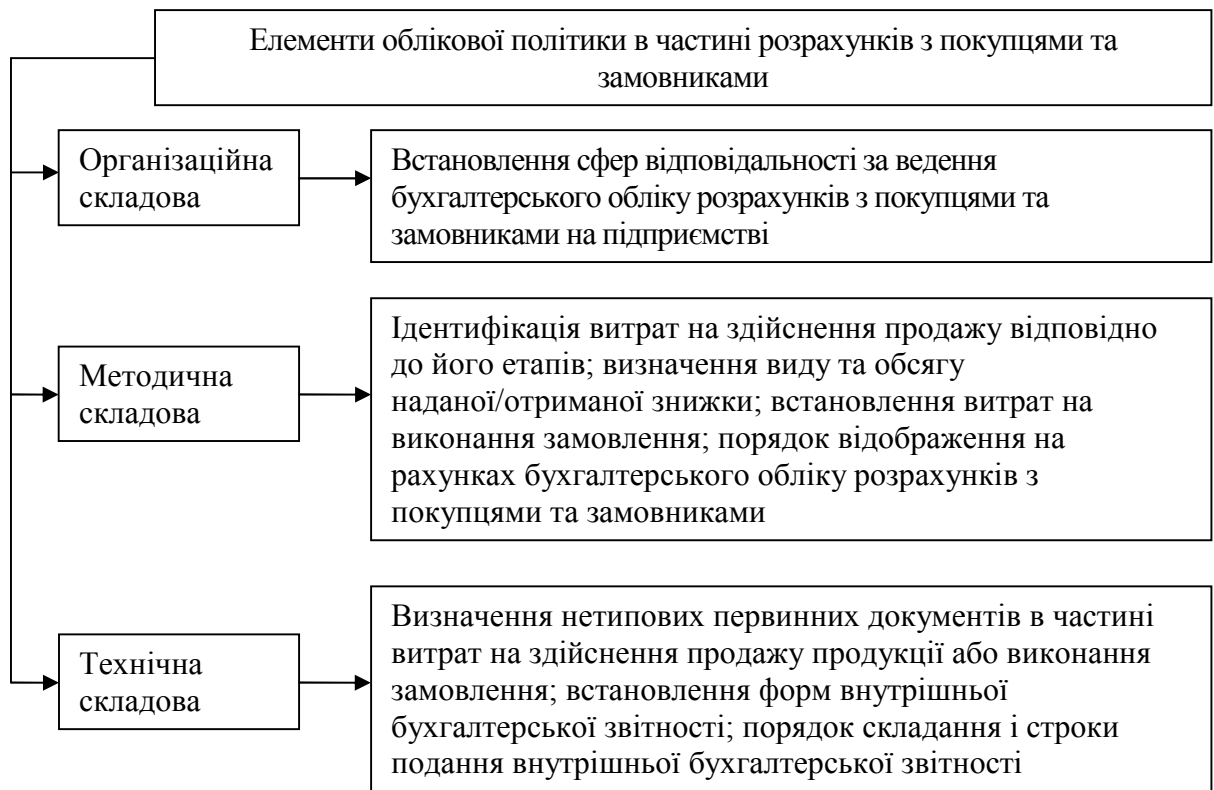 Елементи облікової політики в частині розрахунків з покупцями та
замовниками
Організаційна
складова
Встановлення сфер відповідальності за ведення
бухгалтерського обліку розрахунків з покупцями та
замовниками на підприємстві
Методична
складова
Ідентифікація витрат на здійснення продажу відповідно
до його етапів; визначення виду та обсягу
наданої/отриманої знижки; встановлення витрат на
виконання замовлення; порядок відображення на
рахунках бухгалтерського обліку розрахунків з
покупцями та замовниками
Технічна
складова
Визначення нетипових первинних документів в частині
витрат на здійснення продажу продукції або виконання
замовлення; встановлення форм внутрішньої
бухгалтерської звітності; порядок складання і строки
подання внутрішньої бухгалтерської звітності